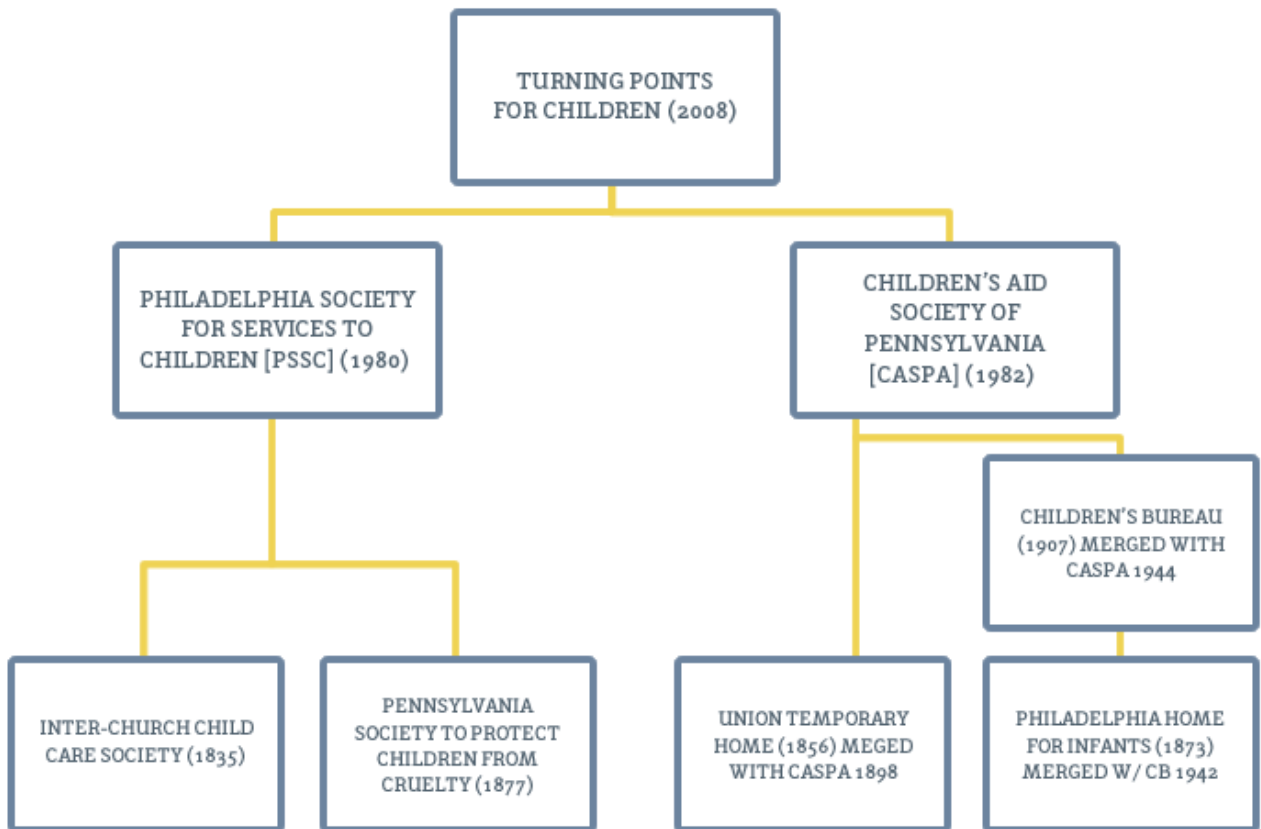 TURNING POINTS
FOR CHILDREN (2008)
PHILADELPHIA SOCIETY
FOR SERVICES TO
CHILDREN [PSSC] (1980)
CHILDREN'S AID
SOCIETY OF
PENNSYLVANIA
[CASPA] (1982)
CHILDREN'S BUREAU
(1907) MERGED WITH
CASPA 1944
INTER-CHURCH CHILD
CARE SOCIETY (1835)
PENNSYLVANIA
SOCIETY TO PROTECT
CHILDREN FROM
CRUELTY (1877)
UNION TEMPORARY
HOME (1856) MEGED
WITH CASPA 1898
PHILADELPHIA HOME
FOR INFANTS (1873)
MERGED W/ CB 1942